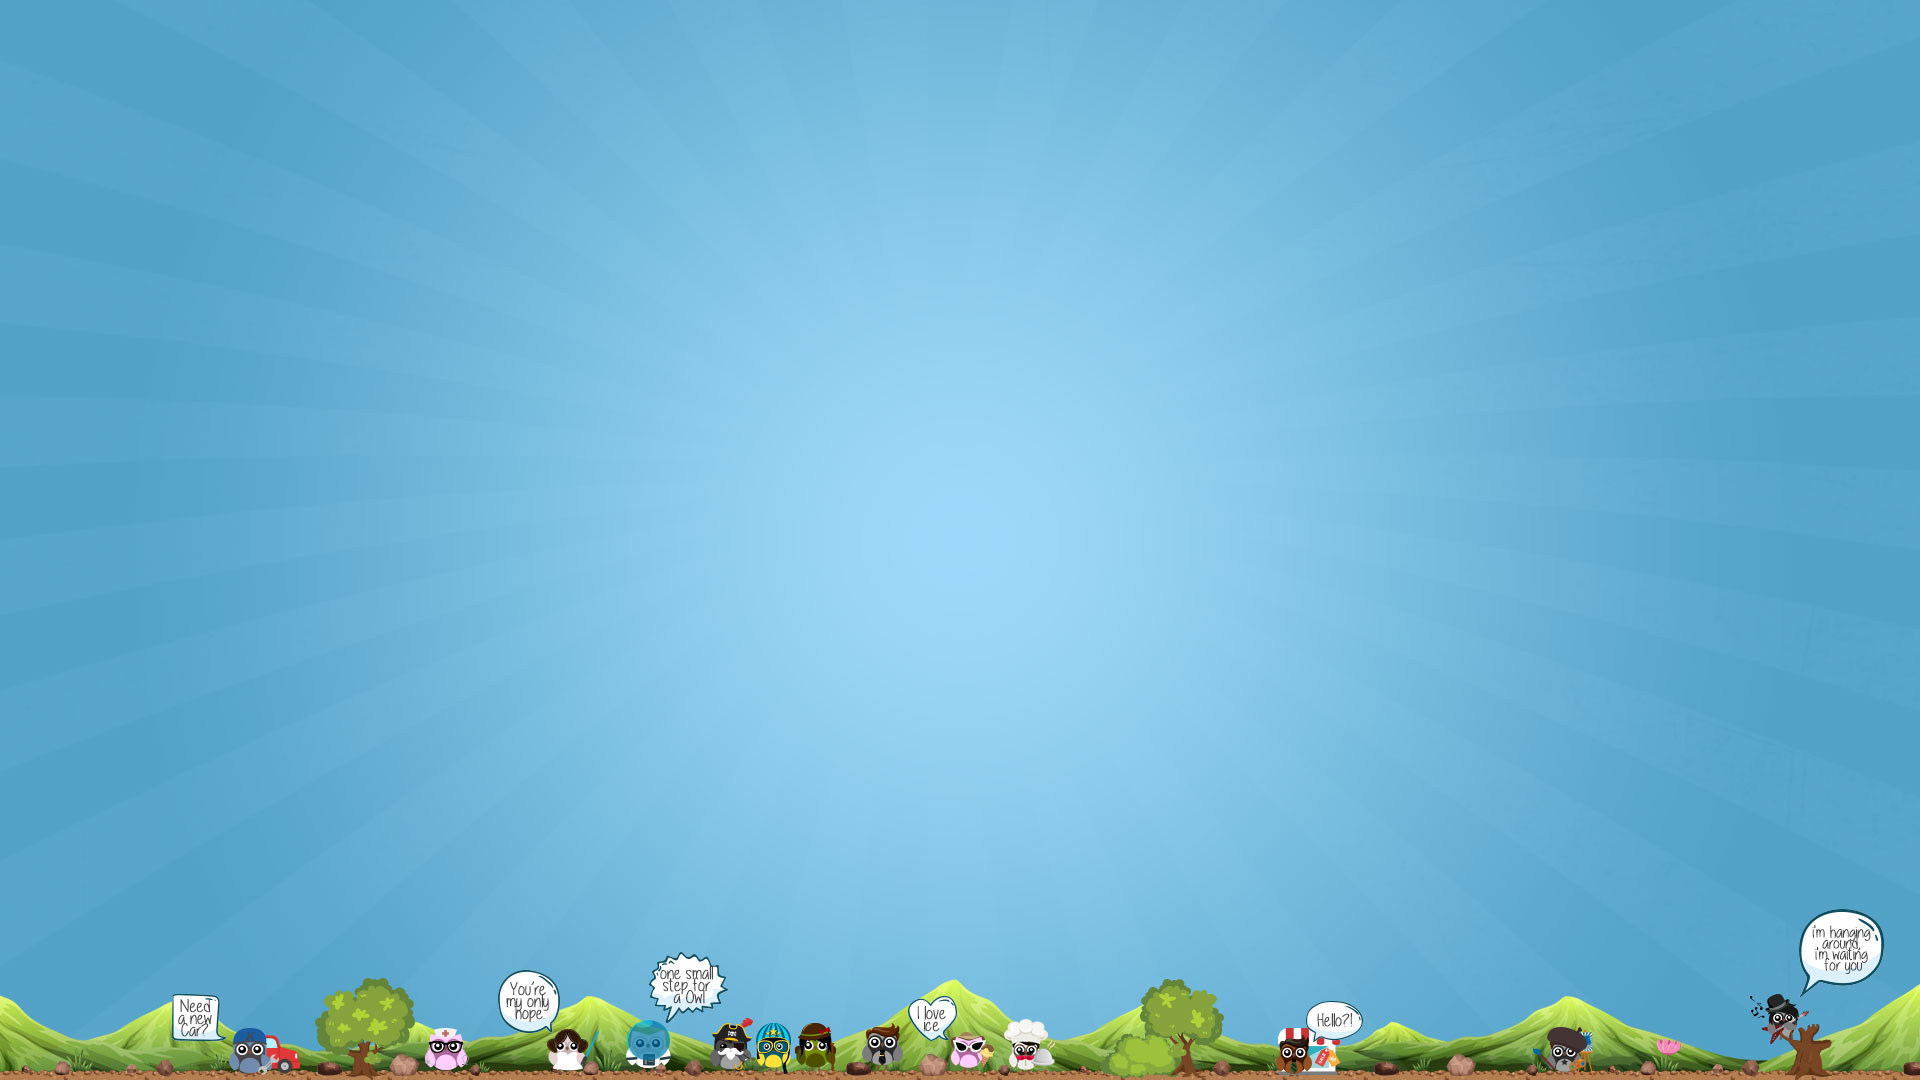 Need
a new
Car?
You're
my only
hope
one small
step for
a Owl
I love
ice
Hello?!
SALE
i'm hanging
around,
i'm waiting
for you